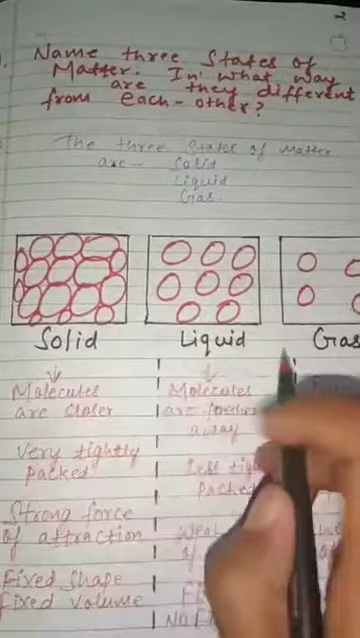 Name three States of
Matter. In what way
are they different
from each-other?
The three States of Matter
are - Solid
Liquid
Gas.
Solid
Liquid
Gas
Molecules
are closer
Molecules
are
away
Very tightly
packed
Less
Packed
Strong force
of attraction
Fixed Shape
Fixed volume